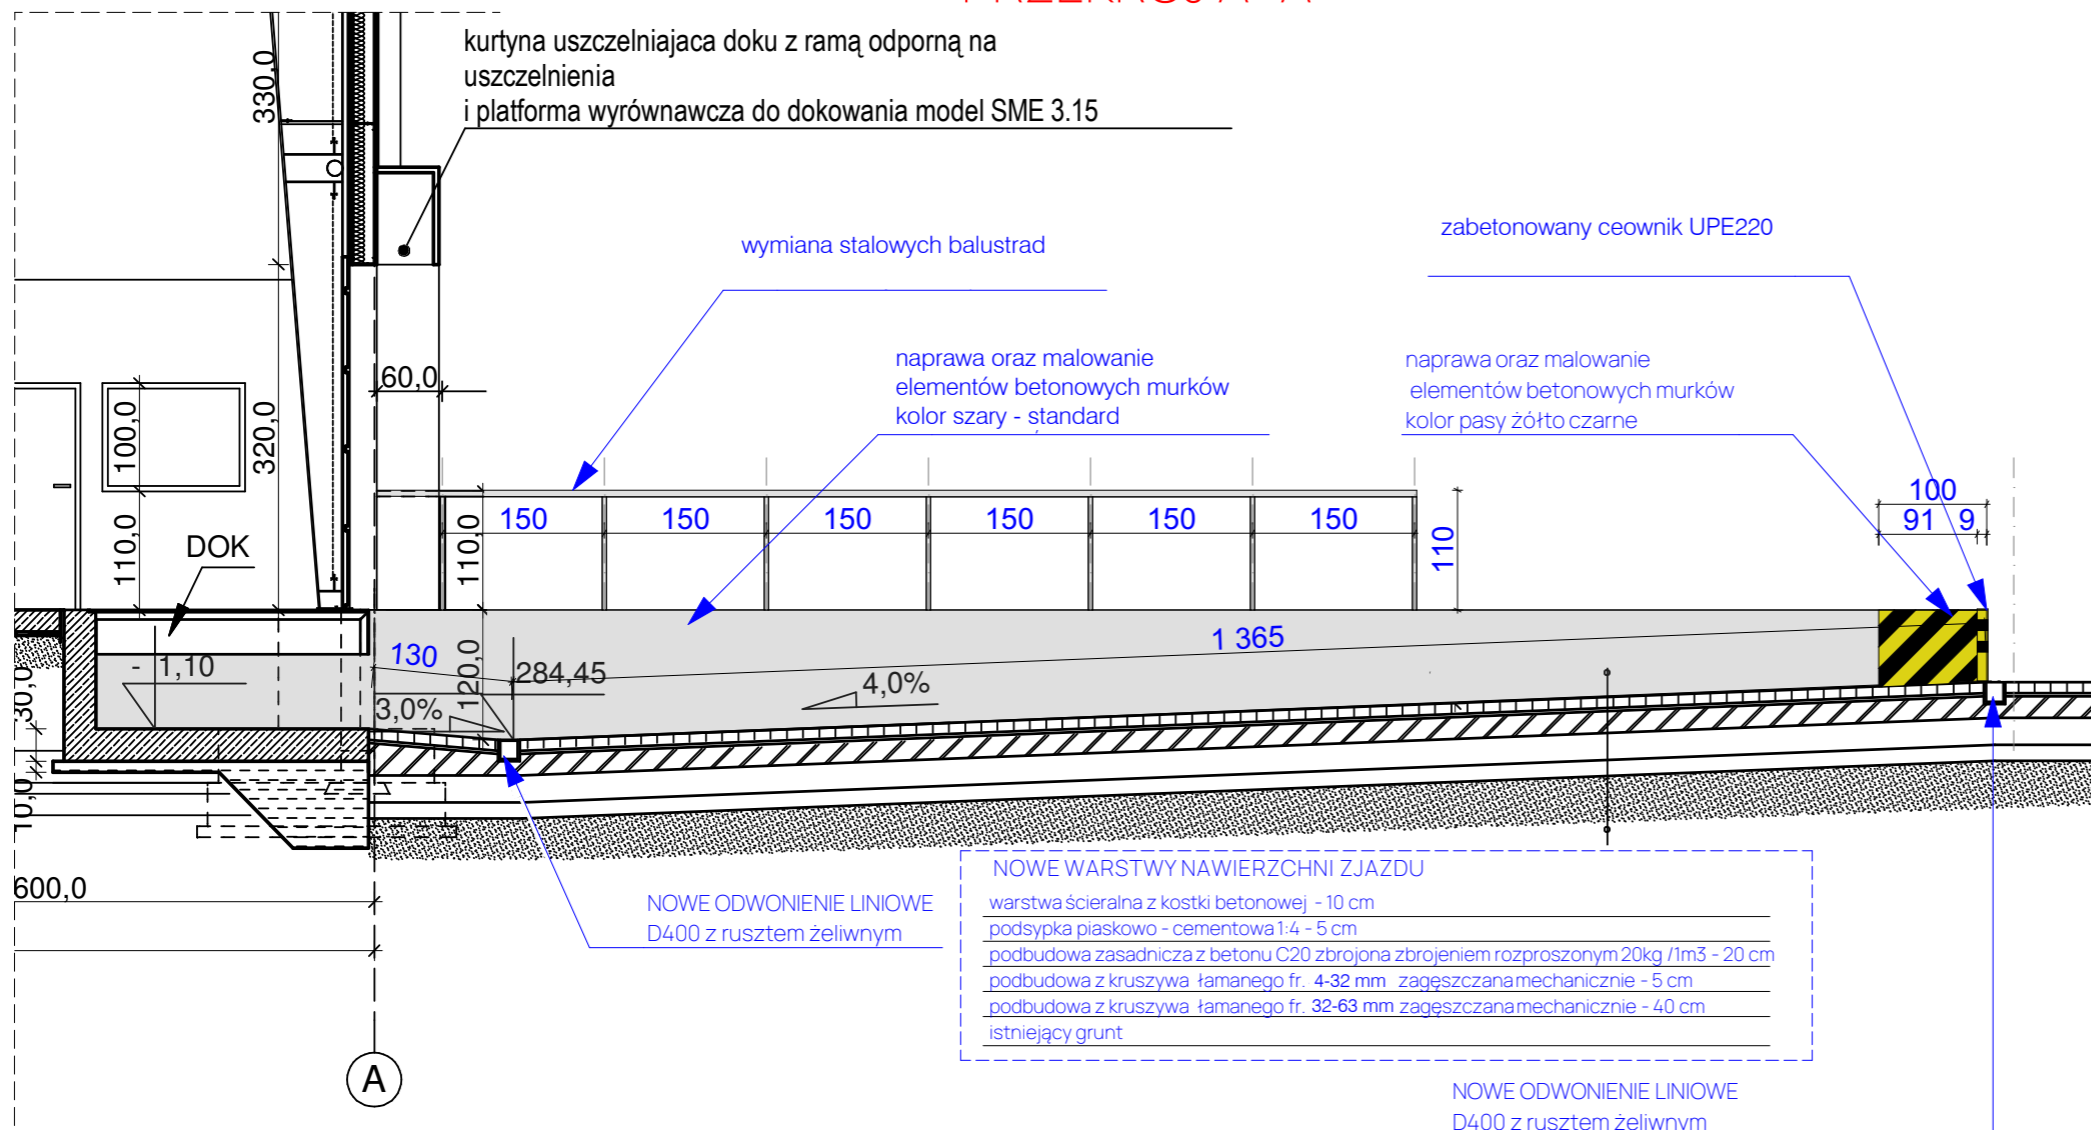 PRZEKRÓJ A - A
kurtyna uszczelniajaca doku z ramą odporną na
uszczelnienia
i platforma wyrównawcza do dokowania model SME 3.15
330,0
wymiana stalowych balustrad
zabetonowany ceownik UPE220
naprawa oraz malowanie
elementów betonowych murków
kolor szary - standard
naprawa oraz malowanie
elementów betonowych murków
kolor pasy żółto czarne
60,0
100,0
320,0
110,0
DOK
110,0
150 150 150 150 150 150
110
100
91 9
- 1,10
130
120,0
284,45
1 365
3,0%
4,0%
30,0
10,0
600,0
NOWE ODWONIENIE LINIOWE
D400 z rusztem żeliwnym
NOWE WARSTWY NAWIERZCHNI ZJAZDU
warstwa ścieralna z kostki betonowej - 10 cm
podsypka piaskowo - cementowa 1:4 - 5 cm
podbudowa zasadnicza z betonu C20 zbrojona zbrojeniem rozproszonym 20kg /1m3 - 20 cm
podbudowa z kruszywa łamanego fr. 4-32 mm zagęszczana mechanicznie - 5 cm
podbudowa z kruszywa łamanego fr. 32-63 mm zagęszczana mechanicznie - 40 cm
istniejący grunt
A
NOWE ODWONIENIE LINIOWE
D400 z rusztem żeliwnym